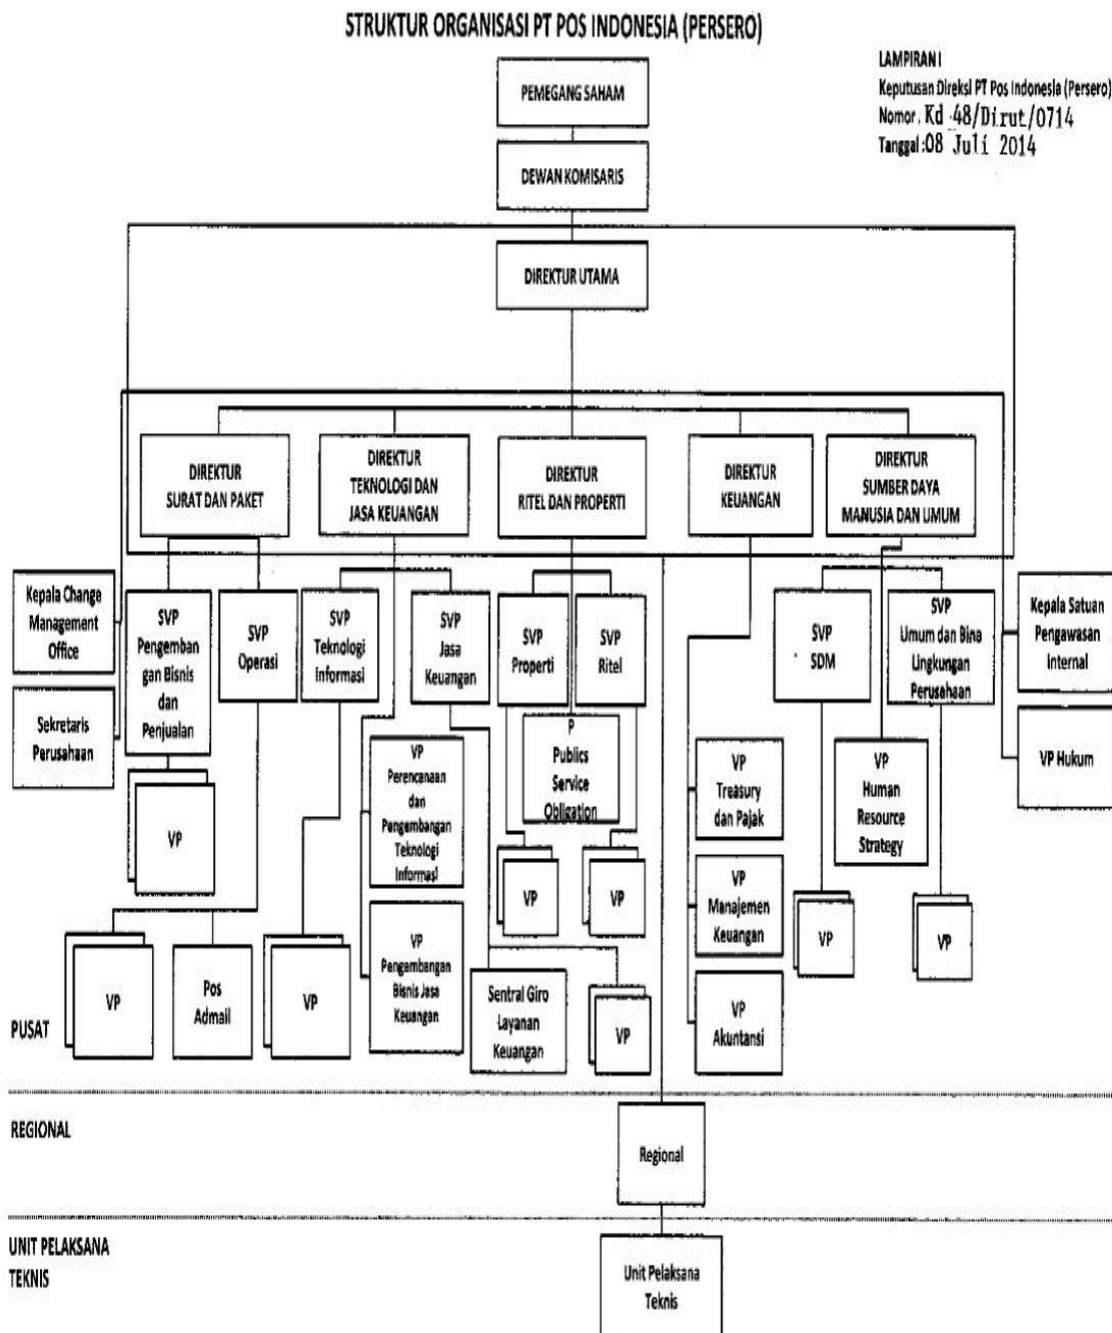 STRUKTUR ORGANISASI PT POS INDONESIA (PERSERO)
LAMPIRAN I
Keputusan Direksi PT Pos Indonesia (Persero)
Nomor. Kd 48/Dirut/0714
Tanggal :08 Juli 2014
PEMEGANG SAHAM
DEWAN KOMISARIS
DIREKTUR UTAMA
DIREKTUR
SURAT DAN PAKET
DIREKTUR
TEKNOLOGI DAN
JASA KEUANGAN
DIREKTUR
RITEL DAN PROPERTI
DIREKTUR
KEUANGAN
DIREKTUR
SUMBER DAYA
MANUSIA DAN UMUM
Kepala Change
Management
Office
Sekretaris
Perusahaan
SVP
Pengemban
gan Bisnis
dan
Penjualan
SVP
Operasi
SVP
Teknologi
Informasi
SVP
Jasa
Keuangan
SVP
Properti
SVP
Ritel
SVP
SDM
SVP
Umum dan Bina
Lingkungan
Perusahaan
Kepala Satuan
Pengawasan
Internal
VP Hukum
VP
VP
Perencanaan
dan
Pengembangan
Teknologi
Informasi
P
Publics
Service
Obligation
VP
Treasury
dan Pajak
VP
Human
Resource
Strategy
VP
VP
VP
Manajemen
Keuangan
VP
VP
VP
Pos
Admail
VP
VP
Pengembangan
Bisnis Jasa
Keuangan
Sentral Giro
Layanan
Keuangan
VP
VP
Akuntansi
PUSAT
REGIONAL
Regional
UNIT PELAKSANA
TEKNIS
Unit Pelaksana
Teknis